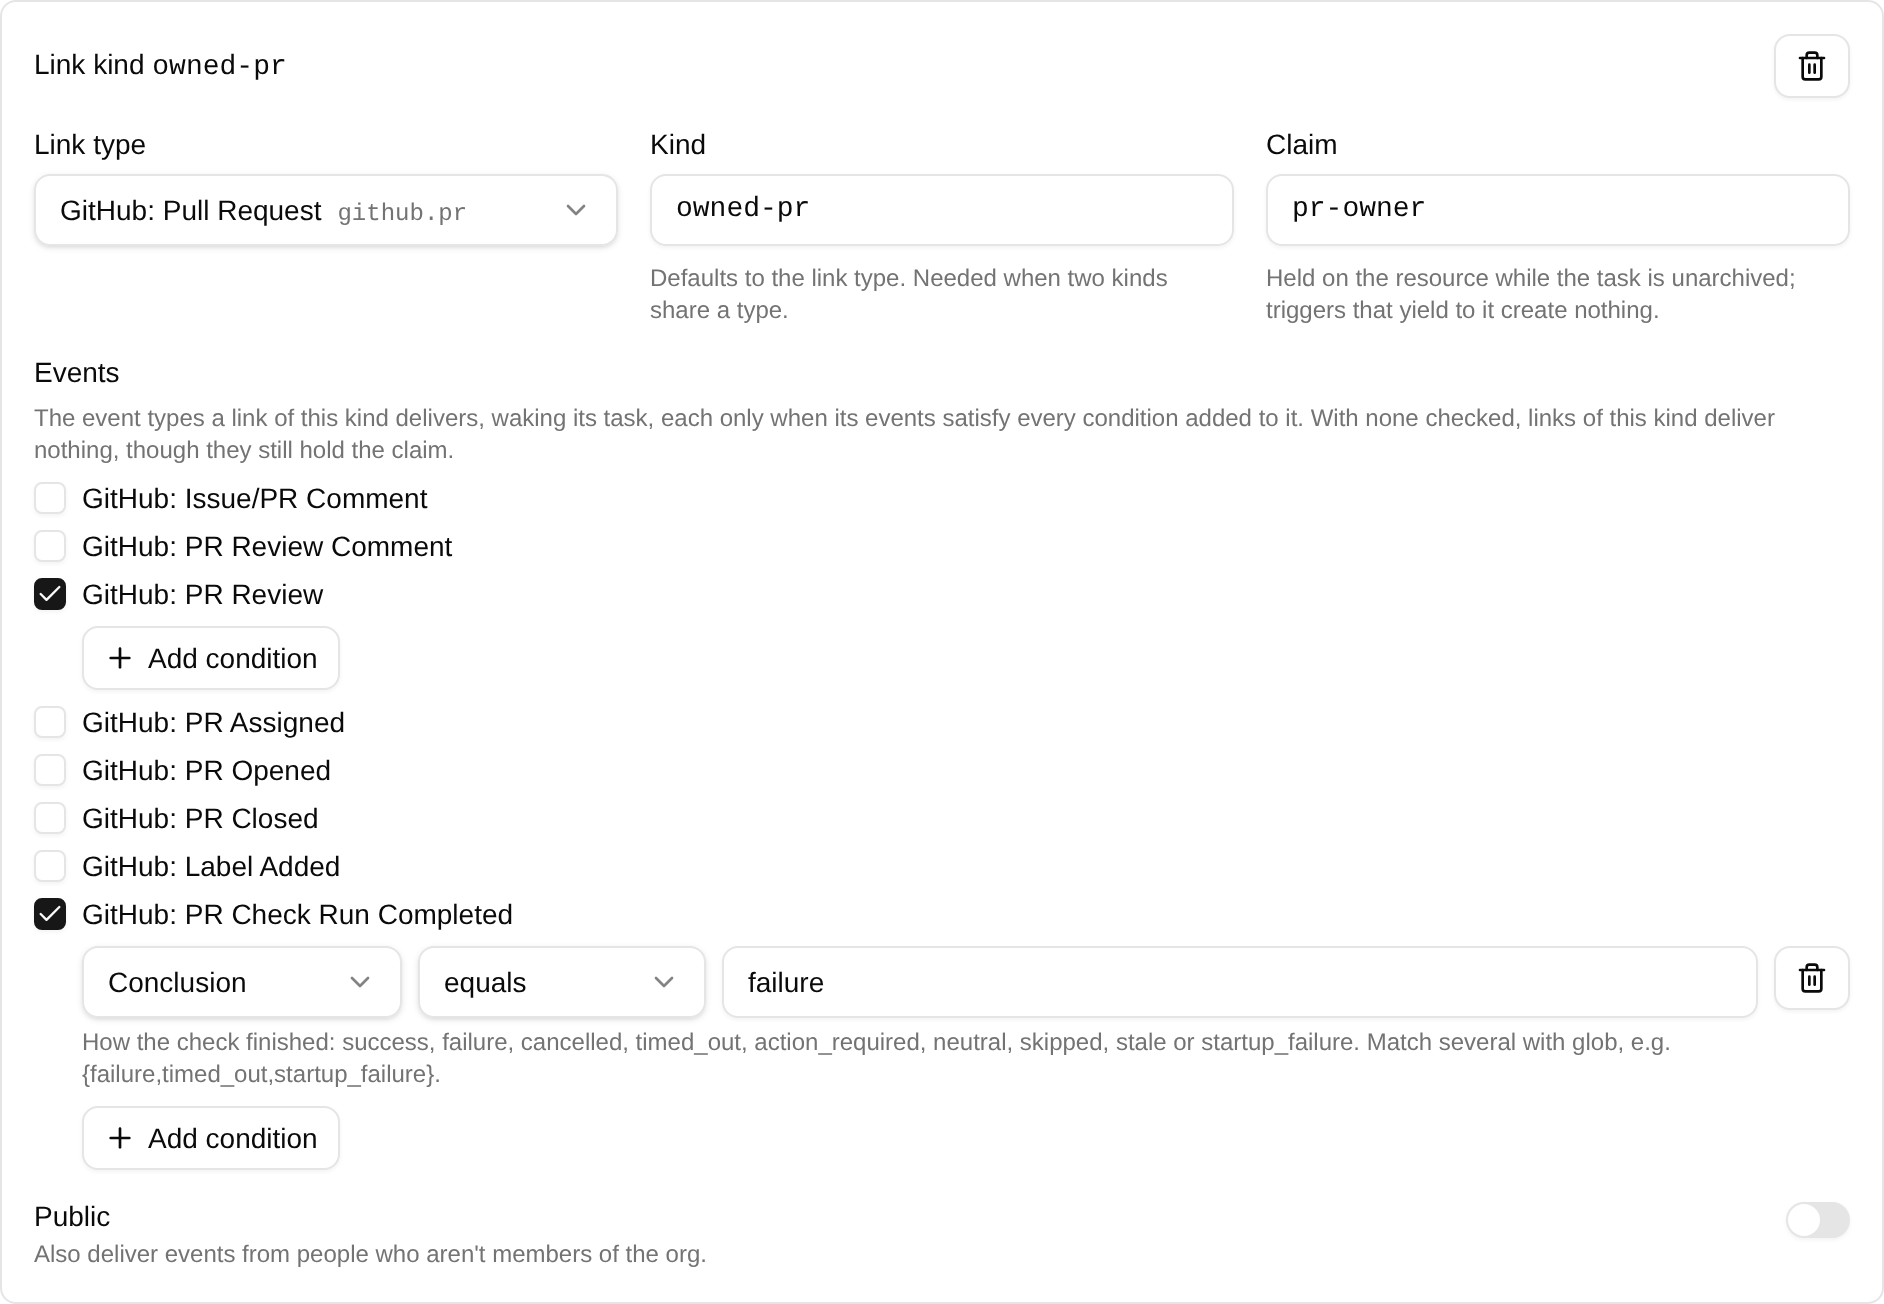 Link kind owned-pr
Link type
Kind
Claim
GitHub: Pull Request github.pr
owned-pr
pr-owner
Defaults to the link type. Needed when two kinds
share a type.
Held on the resource while the task is unarchived;
triggers that yield to it create nothing.
Events
The event types a link of this kind delivers, waking its task, each only when its events satisfy every condition added to it. With none checked, links of this kind deliver
nothing, though they still hold the claim.
GitHub: Issue/PR Comment
GitHub: PR Review Comment
GitHub: PR Review
Add condition
GitHub: PR Assigned
GitHub: PR Opened
GitHub: PR Closed
GitHub: Label Added
GitHub: PR Check Run Completed
Conclusion
equals
failure
How the check finished: success, failure, cancelled, timed_out, action_required, neutral, skipped, stale or startup_failure. Match several with glob, e.g.
{failure,timed_out,startup_failure}.
Add condition
Public
Also deliver events from people who aren't members of the org.